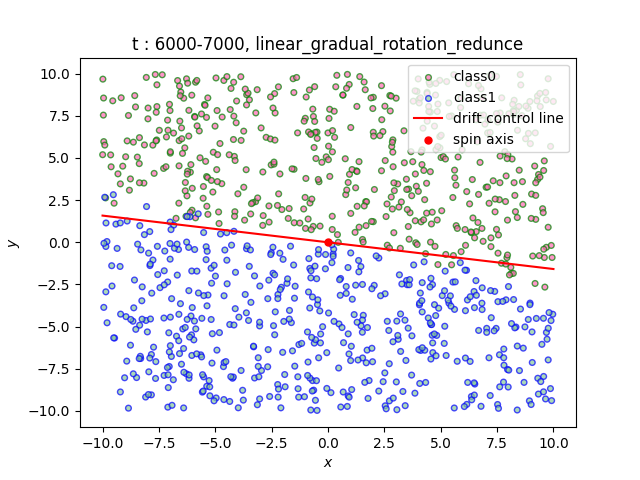 t : 6000-7000, linear_gradual_rotation_redunce
class0
class1
drift control line
spin axis
10.0
7.5
5.0
2.5
0.0
−2.5
−5.0
−7.5
−10.0
y
−10.0 −7.5 −5.0 −2.5 0.0 2.5 5.0 7.5 10.0
x